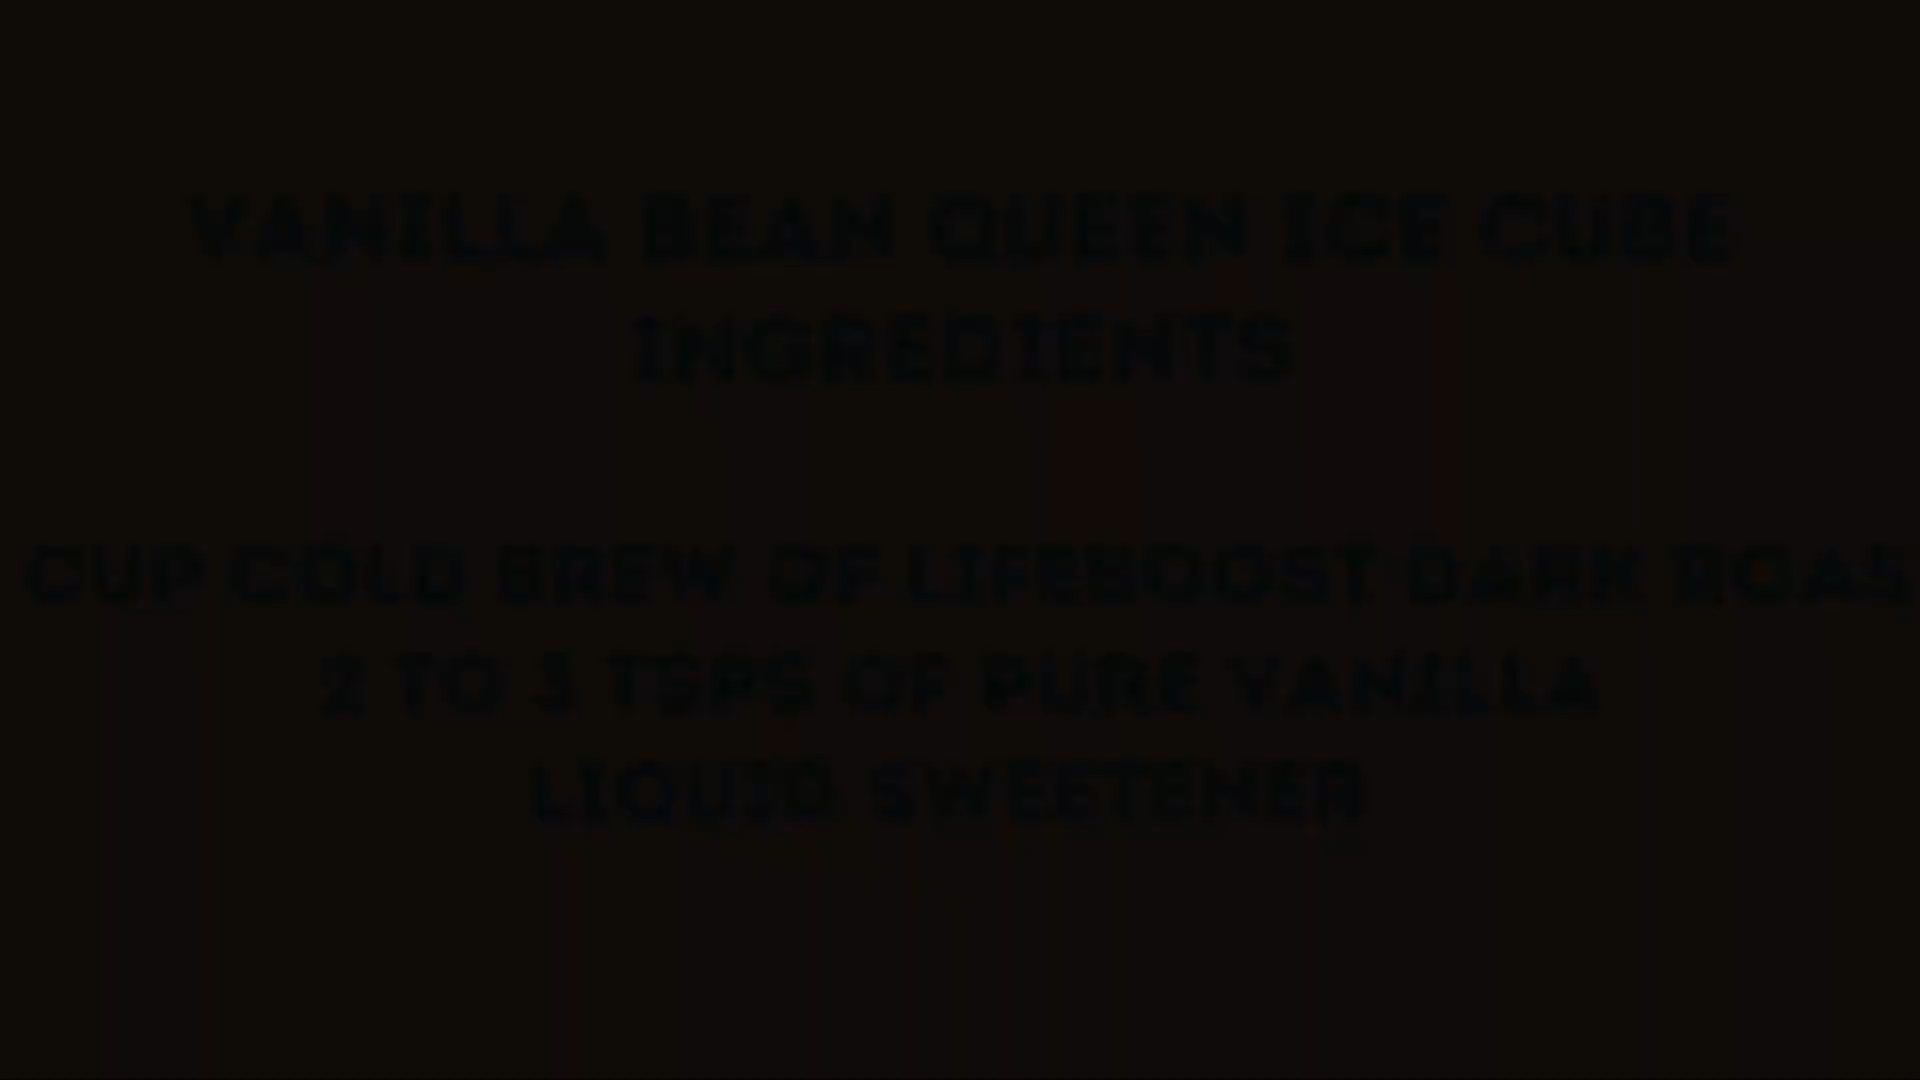 VANILLA BEAN QUEEN ICE CUBE
INGREDIENTS
CUP COLD BREW OF LIFEBOOST DARK ROAS
2 TO 3 TSPS OF PURE VANILLA
LIQUID SWEETENER